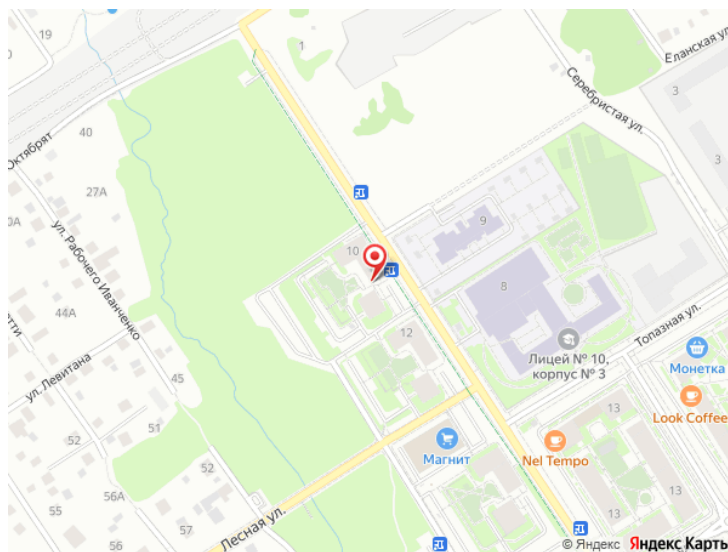 19
1
Еланская ул.
Серебристая ул.
3
3
Октябрят
40
27А
ул. Рабочего Иванченко
44А
ул. Левитана
45
51
52
52
56А
55
56
57
10
9
8
12
Лицей № 10,
корпус № 3
Топазная ул.
Монетка
Look Coffee
13
13
13
13
Nel Tempo
Магнит
Лесная ул.
© Яндекс Яндекс Карты